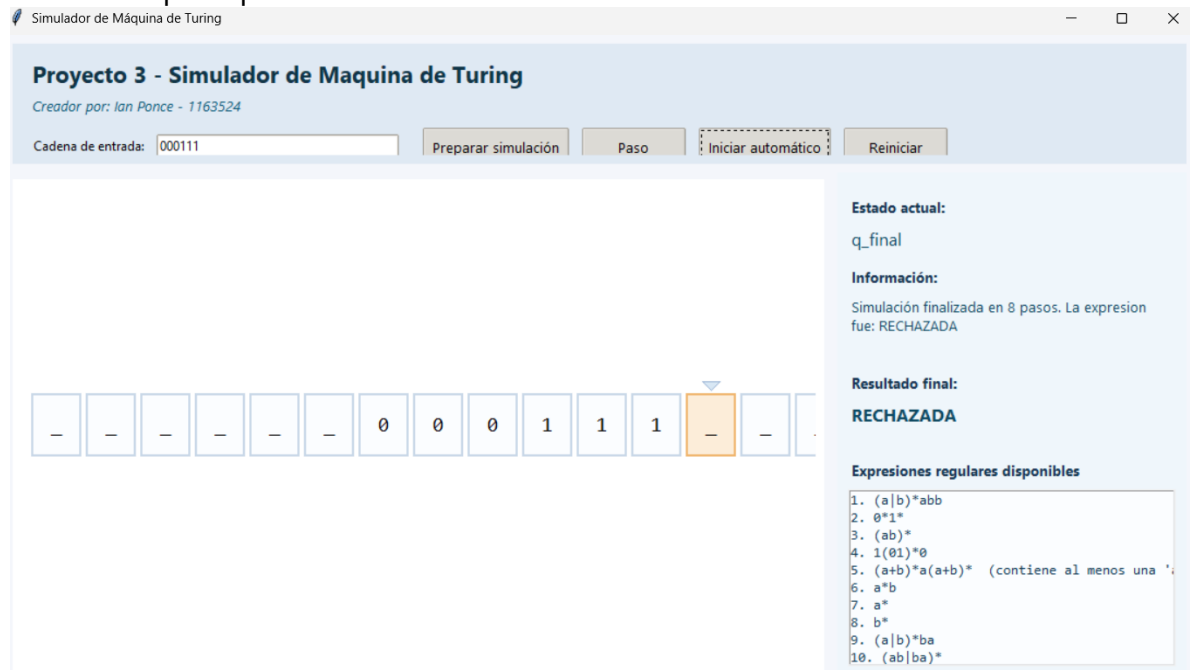 Simulador de Máquina de Turing
Proyecto 3 - Simulador de Maquina de Turing
Creador por: Ian Ponce - 1163524
Cadena de entrada: 000111 Preparar simulación Paso Iniciar automático Reiniciar
Estado actual:
q_final
Información:
Simulación finalizada en 8 pasos. La expresion
fue: RECHAZADA
Resultado final:
RECHAZADA
_ _ _ _ _ _ 0 0 0 1 1 1 _ _
Expresiones regulares disponibles
1. (a|b)*abb
2. 0*1*
3. (ab)*
4. 1(01)*0
5. (a+b)*a(a+b)* (contiene al menos una '
6. a*b
7. a*
8. b*
9. (a|b)*ba
10. (ab|ba)*